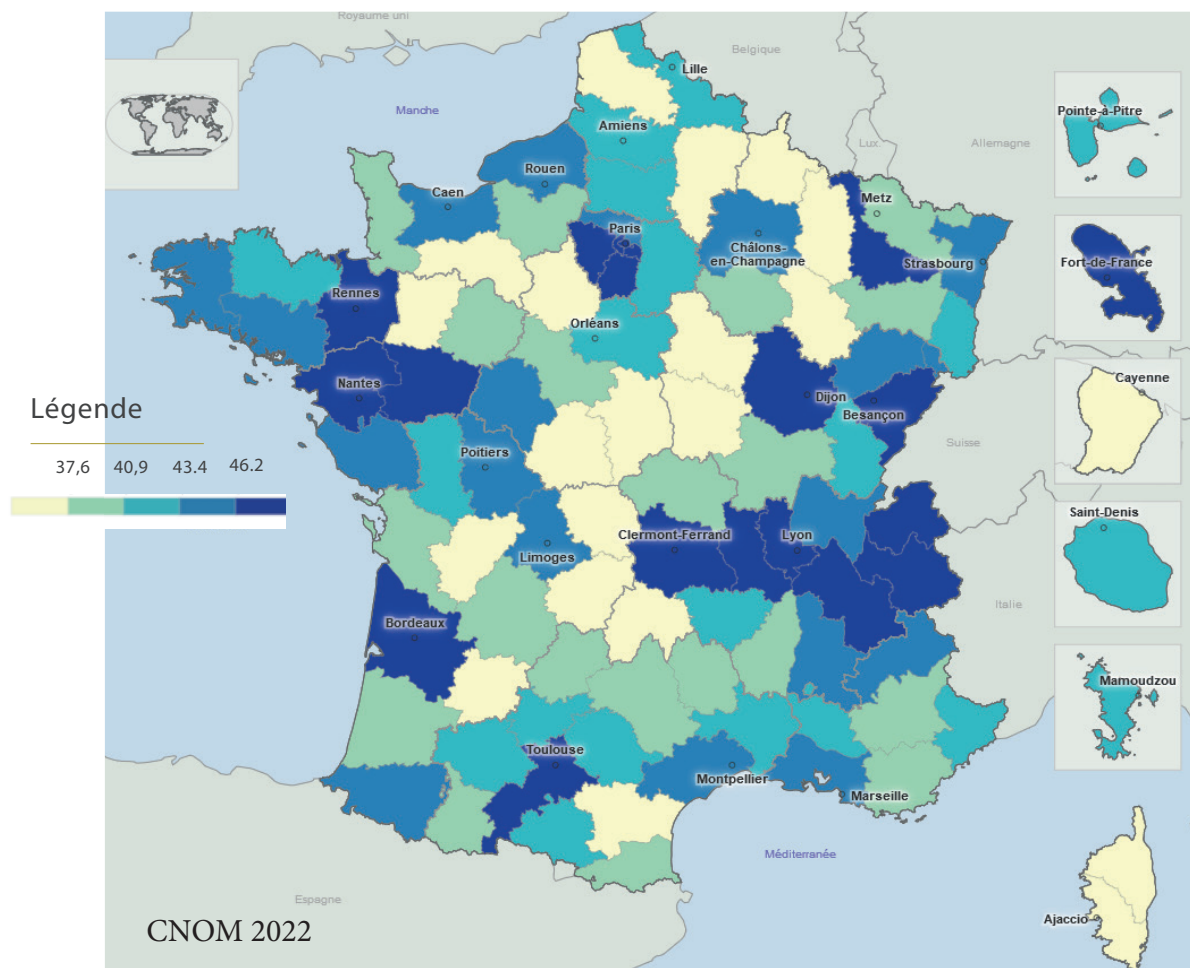 Royaume uni
Belgique
Lille
Manche
Pointe-à-Pitre
Amiens
Lux
Allemagne
Rouen
Caen
Metz
Paris
Châlons-
en-Champagne
Strasbourg
Fort-de-France
Rennes
Orléans
Cayenne
Nantes
Dijon
Besançon
Légende
Suisse
Poitiers
37,6 40,9 43.4 46.2
Saint-Denis
Clermont-Ferrand
Lyon
Limoges
Italie
Bordeaux
Mamoudzou
Toulouse
Montpellier
Marseille
Méditerranée
Espagne
Ajaccio
CNOM 2022